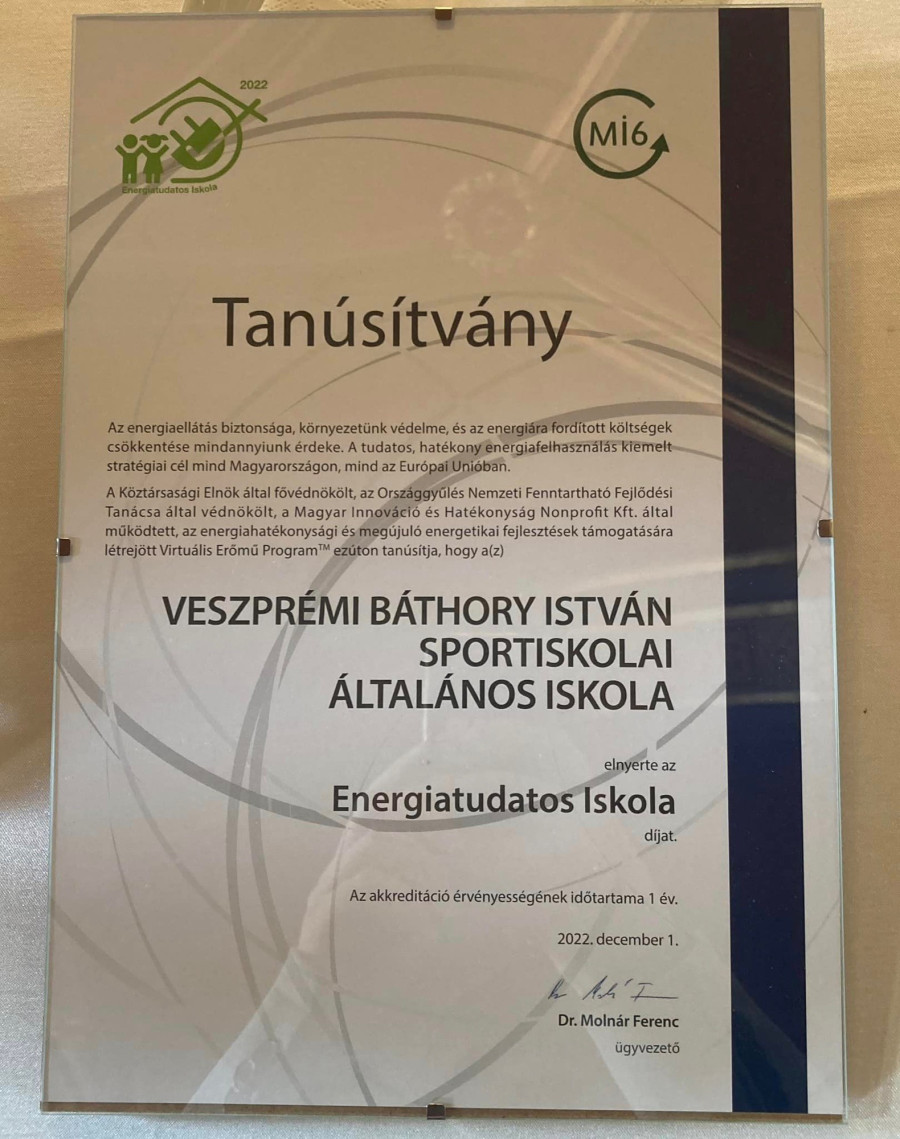 2022
Energiatudatos Iskola
Mi6
Tanúsítvány
Az energiaellátás biztonsága, környezetünk védelme, és az energiára fordított költségek
csökkentése mindannyiunk érdeke. A tudatos, hatékony energiafelhasználás kiemelt
stratégiai cél mind Magyarországon, mind az Európai Unióban.
A Köztársasági Elnök által fővédnökölt, az Országgyűlés Nemzeti Fenntartható Fejlődési
Tanácsa által védnökölt, a Magyar Innováció és Hatékonyság Nonprofit Kft. által
működtett, az energiahatékonysági és megújuló energetikai fejlesztések támogatására
létrejött Virtuális Erőmű Program™ ezúton tanúsítja, hogy a(z)
VESZPRÉMI BÁTHORY ISTVÁN
SPORTISKOLAI
ÁLTALÁNOS ISKOLA
elnyerte az
Energiatudatos Iskola
díjat.
Az akkreditáció érvényességének időtartama 1 év.
2022. december 1.
Dr. Molnár Ferenc
ügyvezető